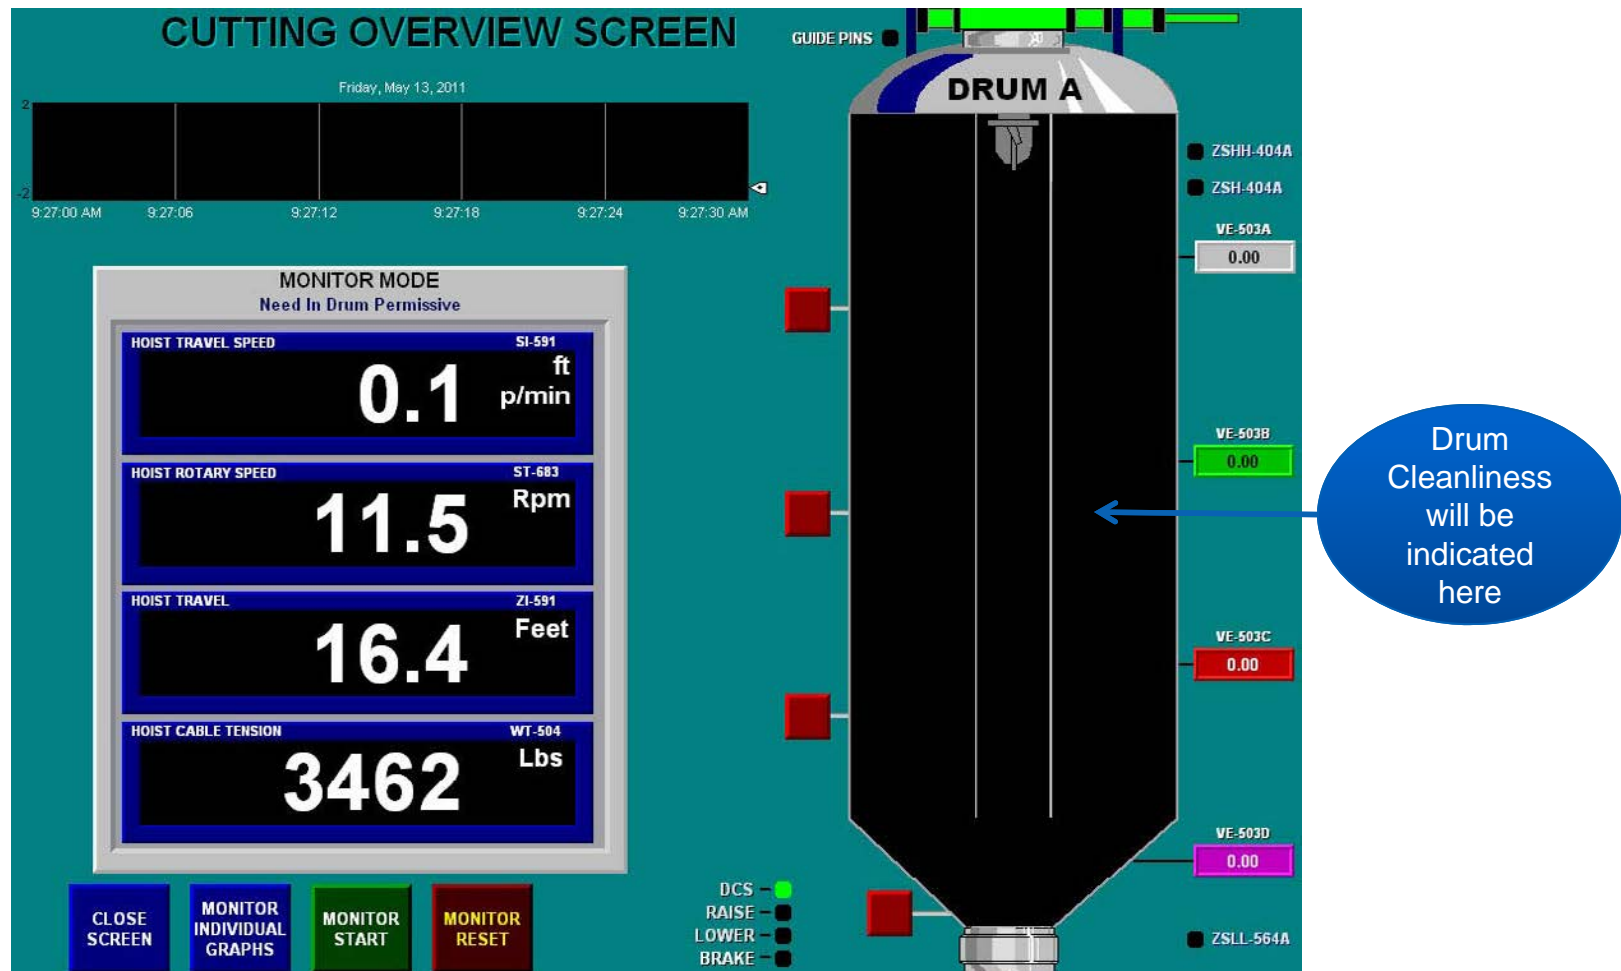 CUTTING OVERVIEW SCREEN
GUIDE PINS
Friday, May 13, 2011
2
-2
9:27:00 AM 9:27:06 9:27:12 9:27:18 9:27:24 9:27:30 AM
DRUM A
ZSHH-404A
ZSH-404A
VE-503A
0.00
MONITOR MODE
Need In Drum Permissive
HOIST TRAVEL SPEED SI-591
0.1 ft
p/min
HOIST ROTARY SPEED ST-683
11.5 Rpm
HOIST TRAVEL ZI-591
16.4 Feet
HOIST CABLE TENSION WT-504
3462 Lbs
VE-503B
0.00
VE-503C
0.00
VE-503D
0.00
ZSLL-564A
Drum
Cleanliness
will be
indicated
here
CLOSE
SCREEN
MONITOR
INDIVIDUAL
GRAPHS
MONITOR
START
MONITOR
RESET
DCS
RAISE
LOWER
BRAKE